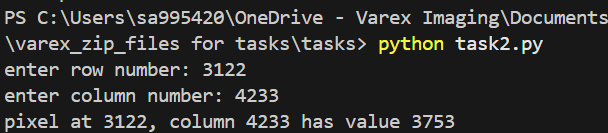 PS C:\Users\sa995420\OneDrive - Varex Imaging\Documents
\varex_zip_files for tasks\tasks> python task2.py
enter row number: 3122
enter column number: 4233
pixel at 3122, column 4233 has value 3753